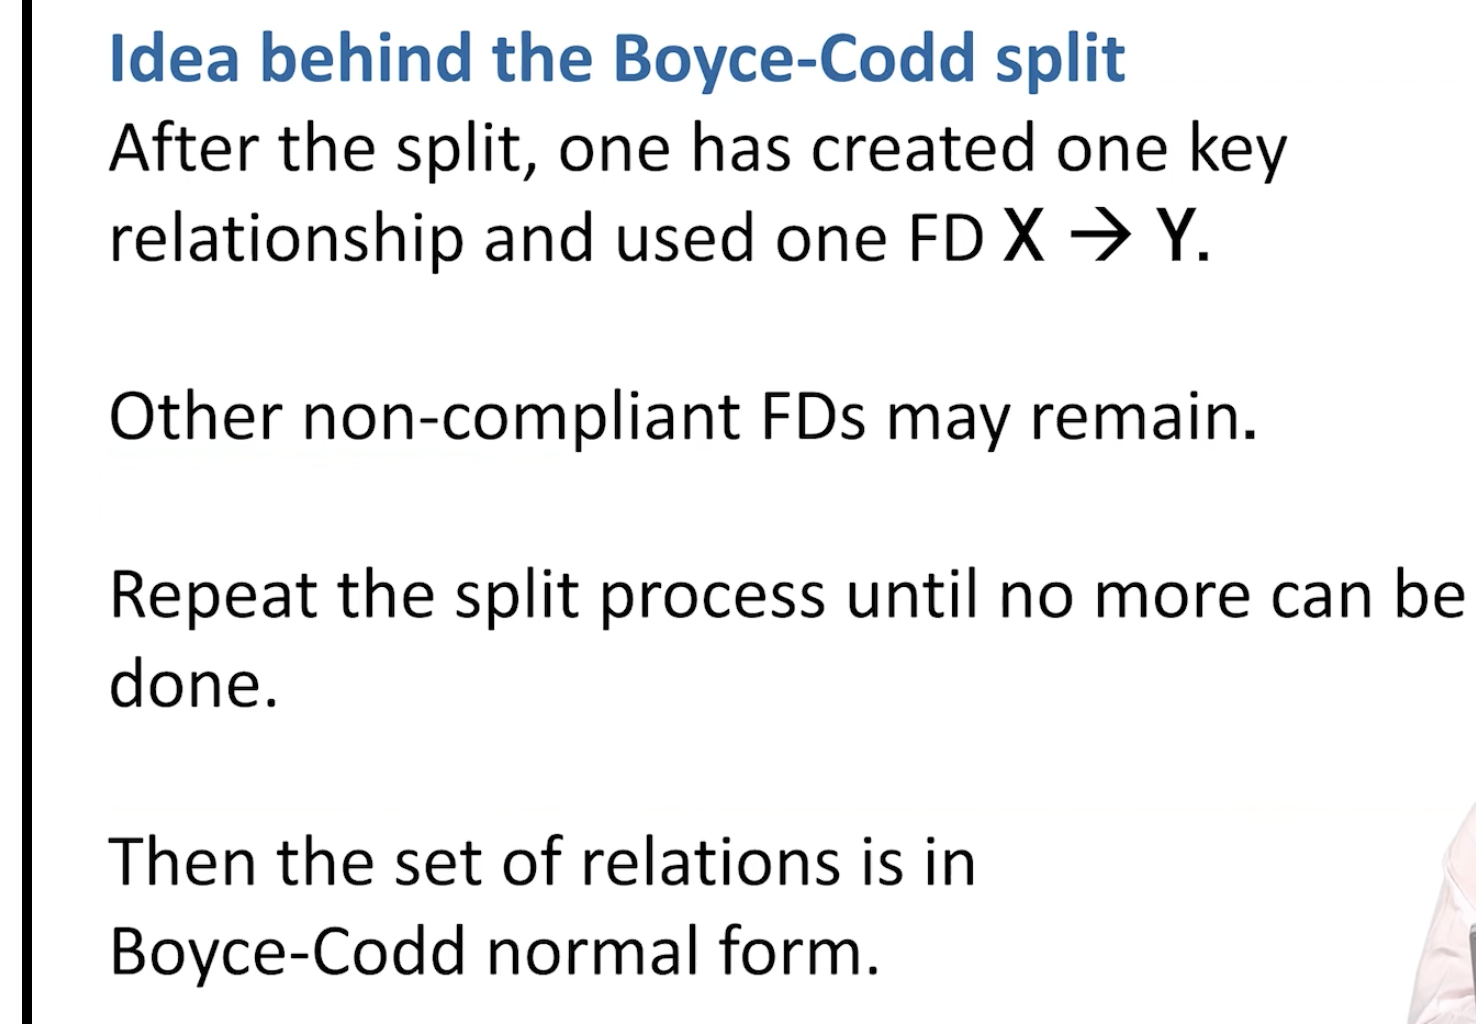 Idea behind the Boyce-Codd split
After the split, one has created one key
relationship and used one FD X → Y.
Other non-compliant FDs may remain.
Repeat the split process until no more can be
done.
Then the set of relations is in
Boyce-Codd normal form.